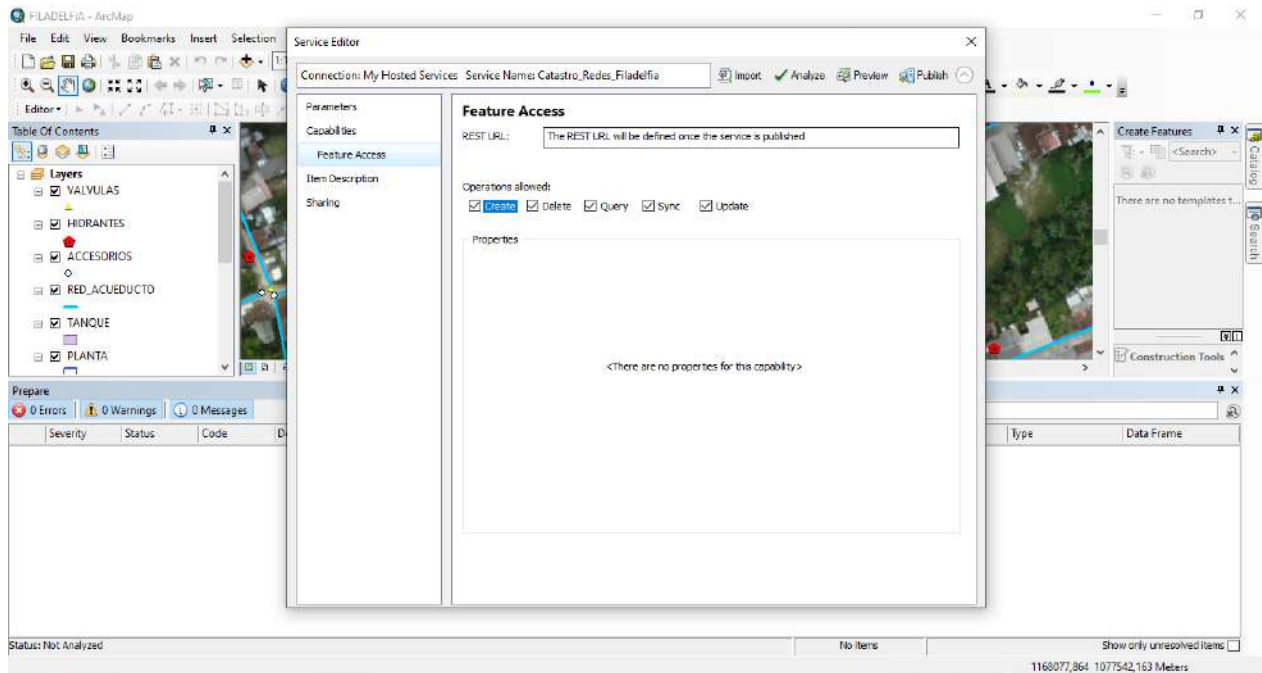 FILADELFIA - ArcMap
File Edit View Bookmarks Insert Selection
Editor
Table Of Contents
Layers
VALVULAS
HIDRANTES
ACCESORIOS
RED_ACUEDUCTO
TANQUE
PLANTA
Service Editor
Connection: My Hosted Services Service Name: Catastro_Redes_Filadelfia
Import Analyze Preview Publish
Parameters
Capabilities
Feature Access
Item Description
Sharing
Feature Access
REST URL: The REST URL will be defined once the service is published
Operations allowed:
Create Delete Query Sync Update
Properties
<There are no properties for this capability>
Create Features
<Search>
There are no templates t...
Construction Tools
Catalog
Search
Prepare
0 Errors 0 Warnings 0 Messages
Severity Status Code D Type Data Frame
Status: Not Analyzed No items Show only unresolved items
1168077,864 1077542,163 Meters